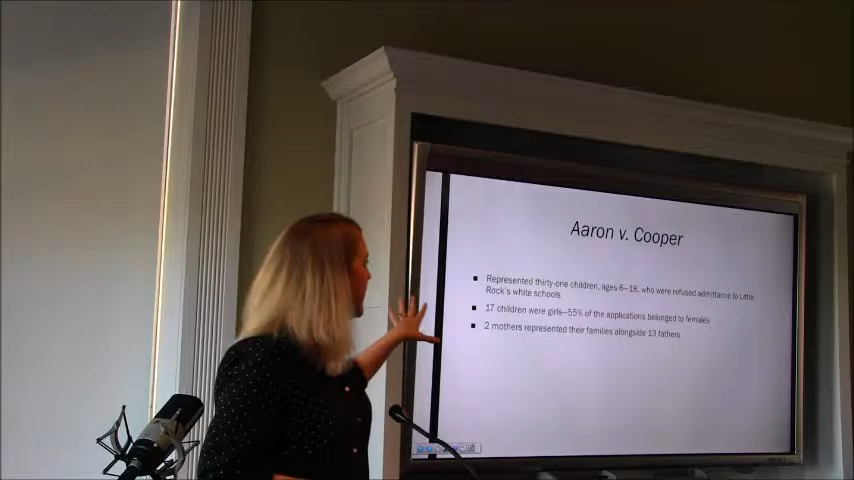 Aaron v. Cooper
Represented thirty-one children, ages 6–18, who were refused admittance to Little
Rock's white schools
17 children were girls—55% of the applications belonged to females
2 mothers represented their families alongside 13 fathers